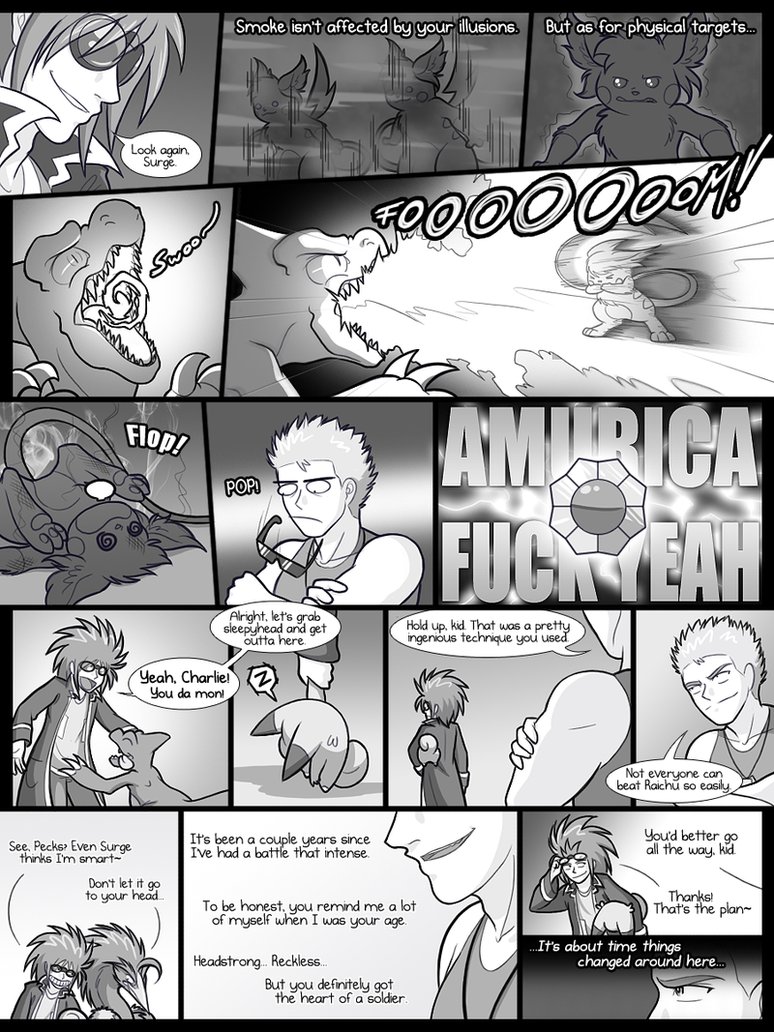 Look again,
Surge.
Smoke isn't affected by your illusions.
But as for physical targets...
Swoo~
FOOOOOOOOM!
Flop!
POP!
AMURICA
FUCK YEAH
Yeah, Charlie!
You da mon!
Alright, let's grab
sleepyhead and get
outta here.
Z
Hold up, kid. That was a pretty
ingenious technique you used.
Not everyone can
beat Raichu so easily.
See, Pecks? Even Surge
thinks I'm smart~
Don't let it go
to your head...
It's been a couple years since
I've had a battle that intense.
To be honest, you remind me a lot
of myself when I was your age.
Headstrong... Reckless...
But you definitely got
the heart of a soldier.
You'd better go
all the way, kid.
Thanks!
That's the plan~
...It's about time things
changed around here...